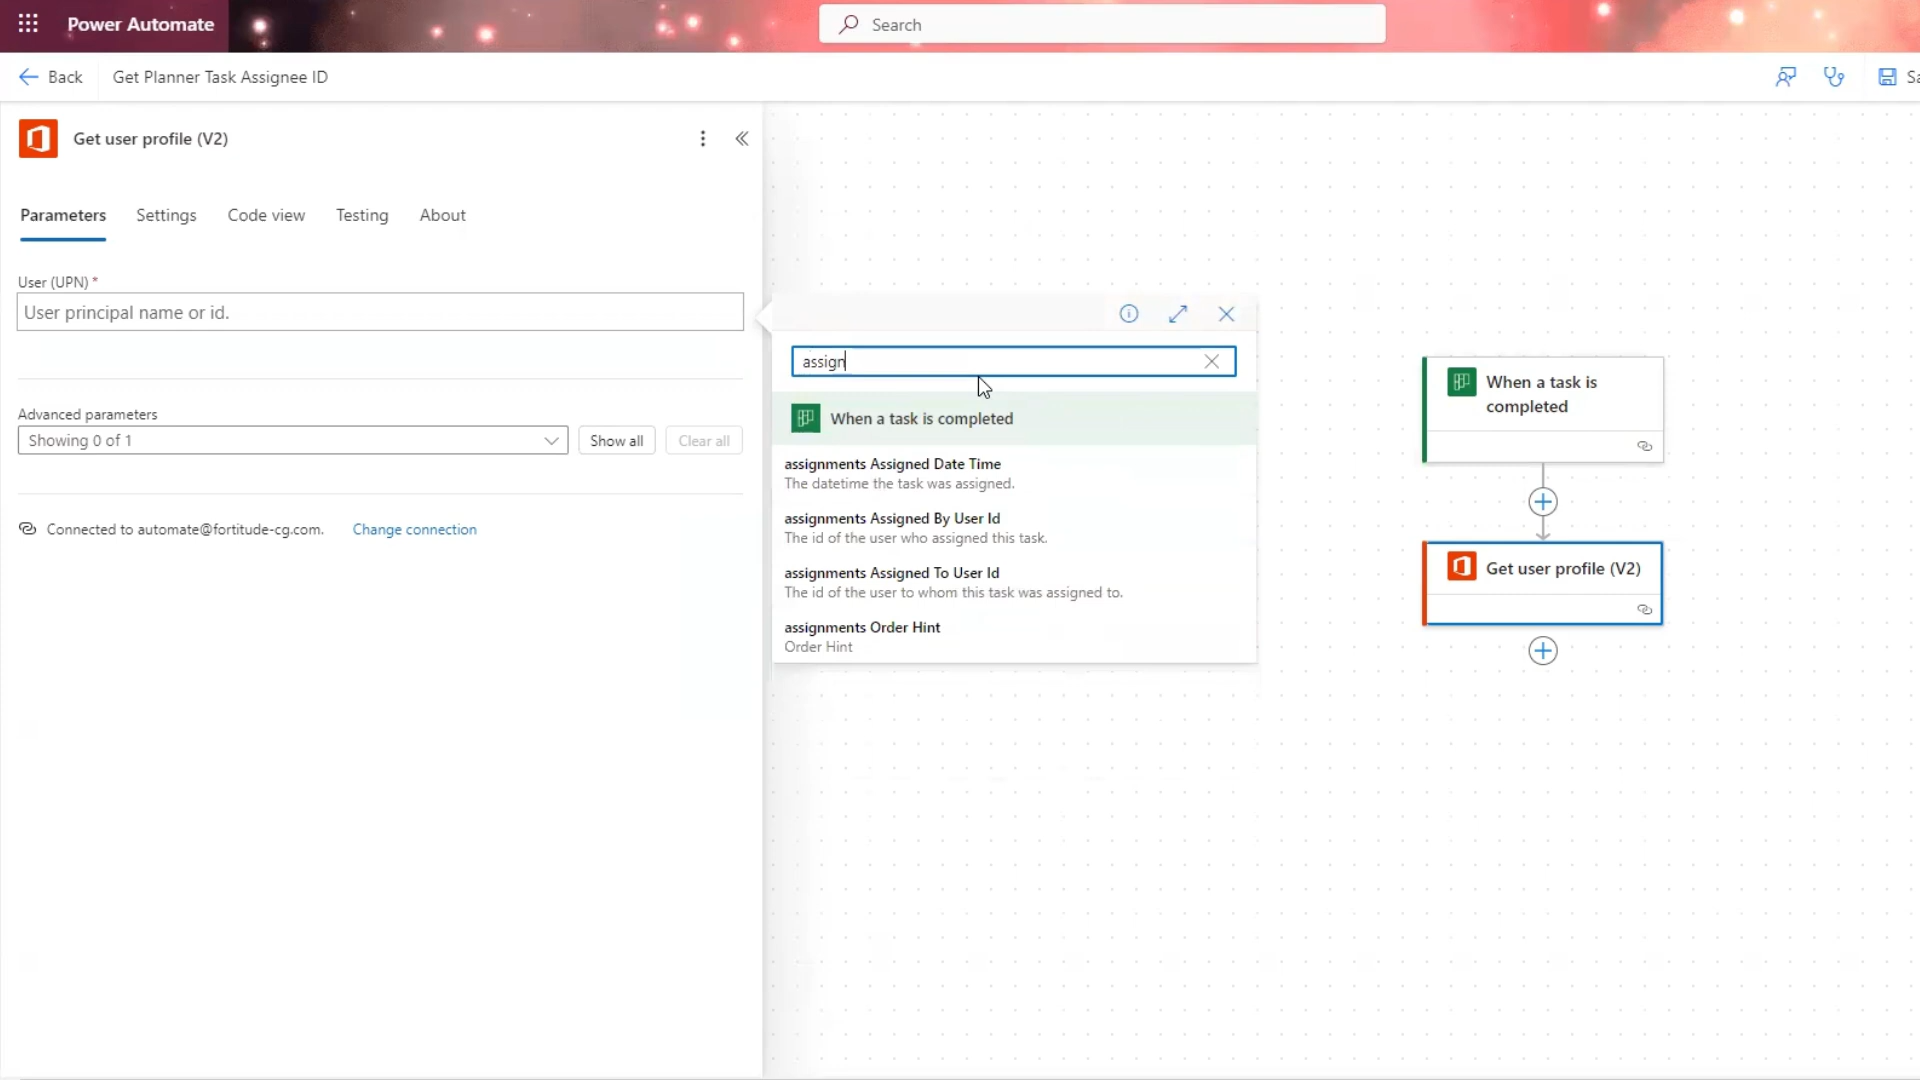 Power Automate
Search
Back
Get Planner Task Assignee ID
Sa
Get user profile (V2)
Parameters
Settings
Code view
Testing
About
User (UPN) *
User principal name or id.
Advanced parameters
Showing 0 of 1
Show all
Clear all
Connected to automate@fortitude-cg.com.
Change connection
assign
When a task is completed
assignments Assigned Date Time
The datetime the task was assigned.
assignments Assigned By User Id
The id of the user who assigned this task.
assignments Assigned To User Id
The id of the user to whom this task was assigned to.
assignments Order Hint
Order Hint
When a task is
completed
Get user profile (V2)